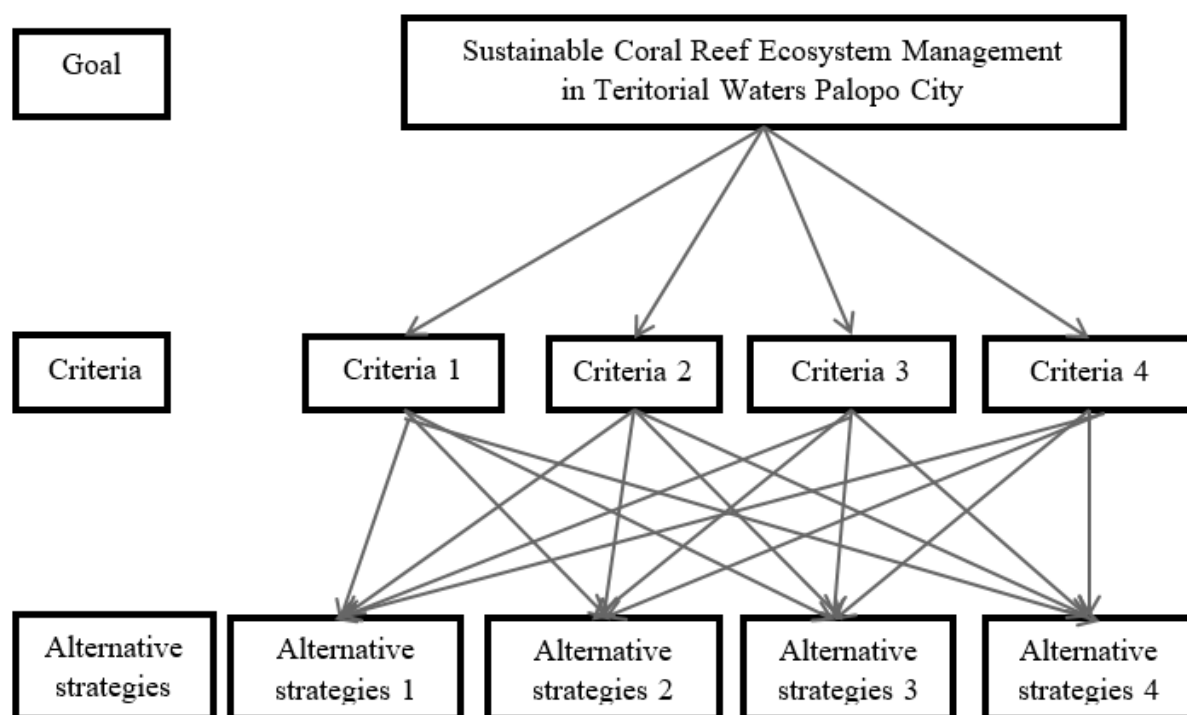 Goal
Sustainable Coral Reef Ecosystem Management
in Teritorial Waters Palopo City
Criteria
Criteria 1
Criteria 2
Criteria 3
Criteria 4
Alternative
strategies
Alternative
strategies 1
Alternative
strategies 2
Alternative
strategies 3
Alternative
strategies 4